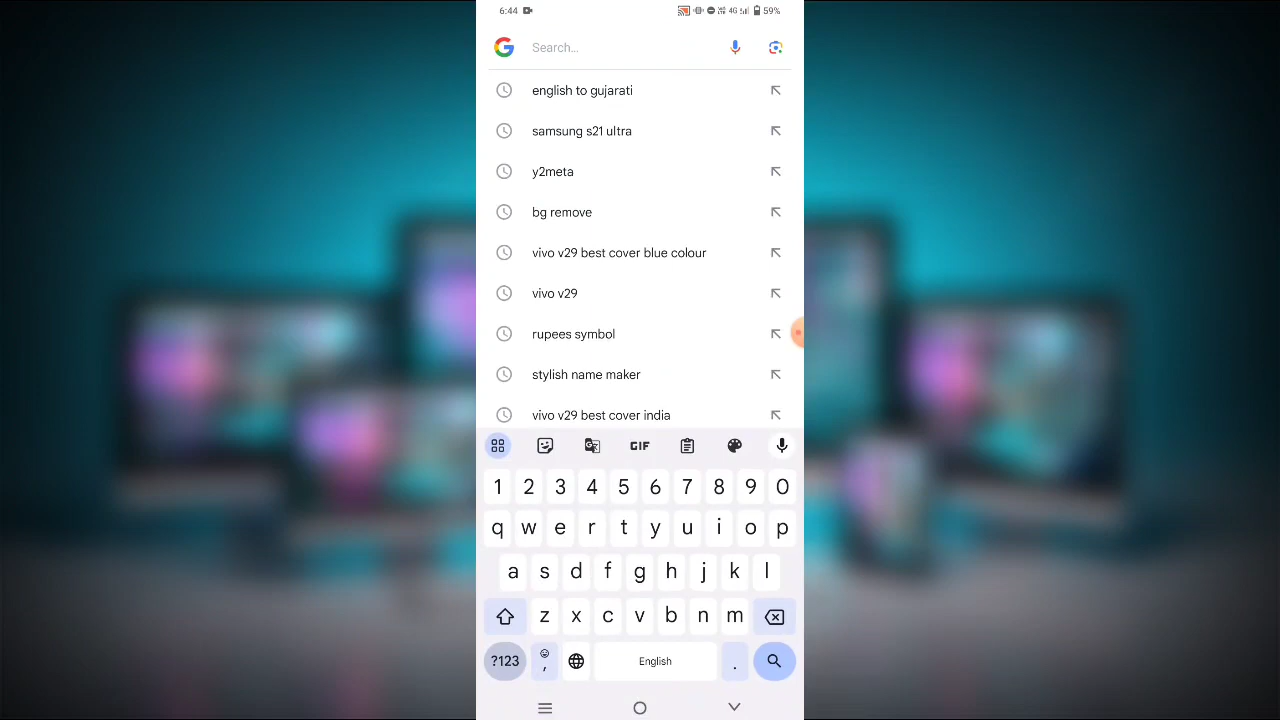 6:44 4G 59%
Search...
english to gujarati
samsung s21 ultra
y2meta
bg remove
vivo v29 best cover blue colour
vivo v29
rupees symbol
stylish name maker
vivo v29 best cover india
GIF
1 2 3 4 5 6 7 8 9 0
q w e r t y u i o p
a s d f g h j k l
z x c v b n m
?123 , English .